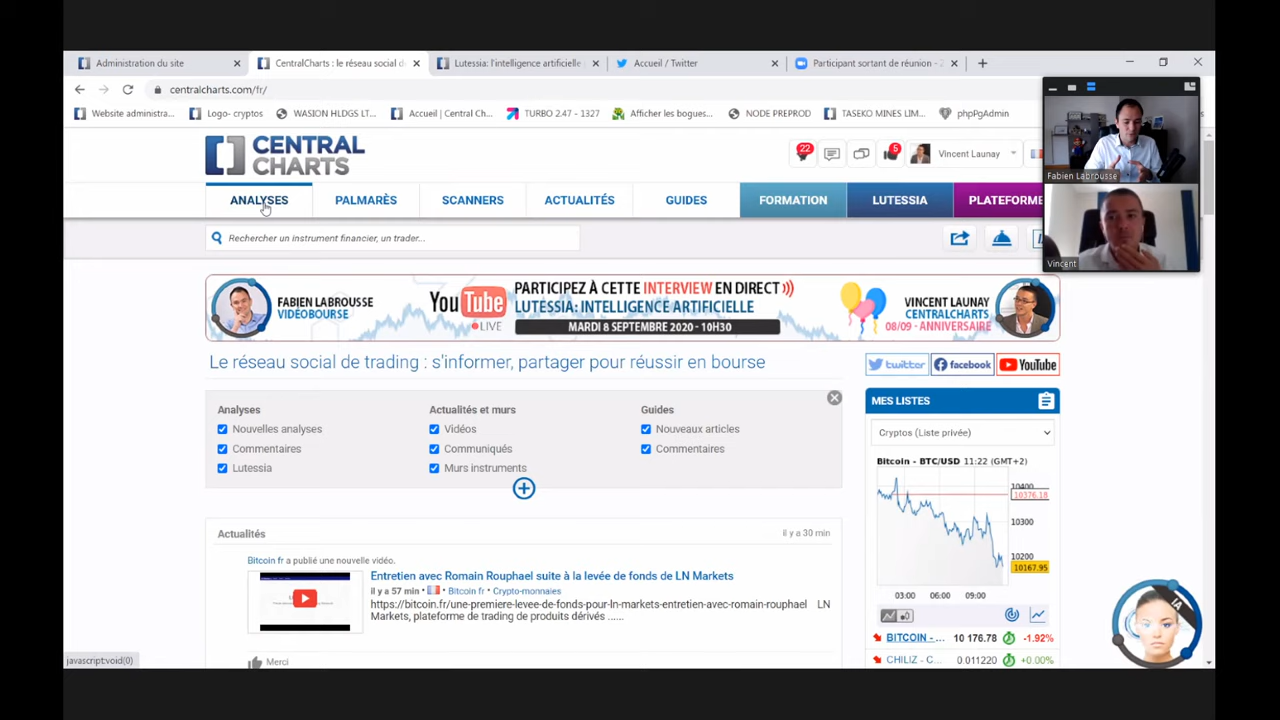 Administration du site
CentralCharts : le réseau social d
Lutessia: l'intelligence artificielle
Accueil / Twitter
Participant sortant de réunion - Z
centralcharts.com/fr/
Website administra...
Logo- cryptos
WASION HLDGS LT...
Accueil | Central Ch...
TURBO 2.47 - 1327
Afficher les bogues...
NODE PREPROD
TASEKO MINES LIM...
phpPgAdmin
CENTRAL
CHARTS
22
5
Vincent Launay
Fabien Labrousse
Vincent
ANALYSES
PALMARÈS
SCANNERS
ACTUALITÉS
GUIDES
FORMATION
LUTESSIA
PLATEFORME
Rechercher un instrument financier, un trader...
FABIEN LABROUSSE
VIDÉOBOURSE
YouTube
LIVE
PARTICIPEZ À CETTE INTERVIEW EN DIRECT
LUTESSIA: INTELLIGENCE ARTIFICIELLE
MARDI 8 SEPTEMBRE 2020 - 10H30
VINCENT LAUNAY
CENTRALCHARTS
08/09 - ANNIVERSAIRE
Le réseau social de trading : s'informer, partager pour réussir en bourse
twitter
facebook
YouTube
Analyses
Nouvelles analyses
Commentaires
Lutessia
Actualités et murs
Vidéos
Communiqués
Murs instruments
Guides
Nouveaux articles
Commentaires
MES LISTES
Cryptos (Liste privée)
Bitcoin - BTC/USD 11:22 (GMT+2)
10400
10376.18
10300
10200
10167.95
03:00 06:00 09:00
BITCOIN -... 10 176.78 -1.92%
CHILIZ - C... 0.011220 +0.00%
Actualités
il y a 30 min
Bitcoin fr a publié une nouvelle vidéo.
Entretien avec Romain Rouphael suite à la levée de fonds de LN Markets
il y a 57 min • Bitcoin fr • Crypto-monnaies
https://bitcoin.fr/une-premiere-levee-de-fonds-pour-ln-markets-entretien-avec-romain-rouphael LN
Markets, plateforme de trading de produits dérivés ......
Merci
IA
javascript:void(0)